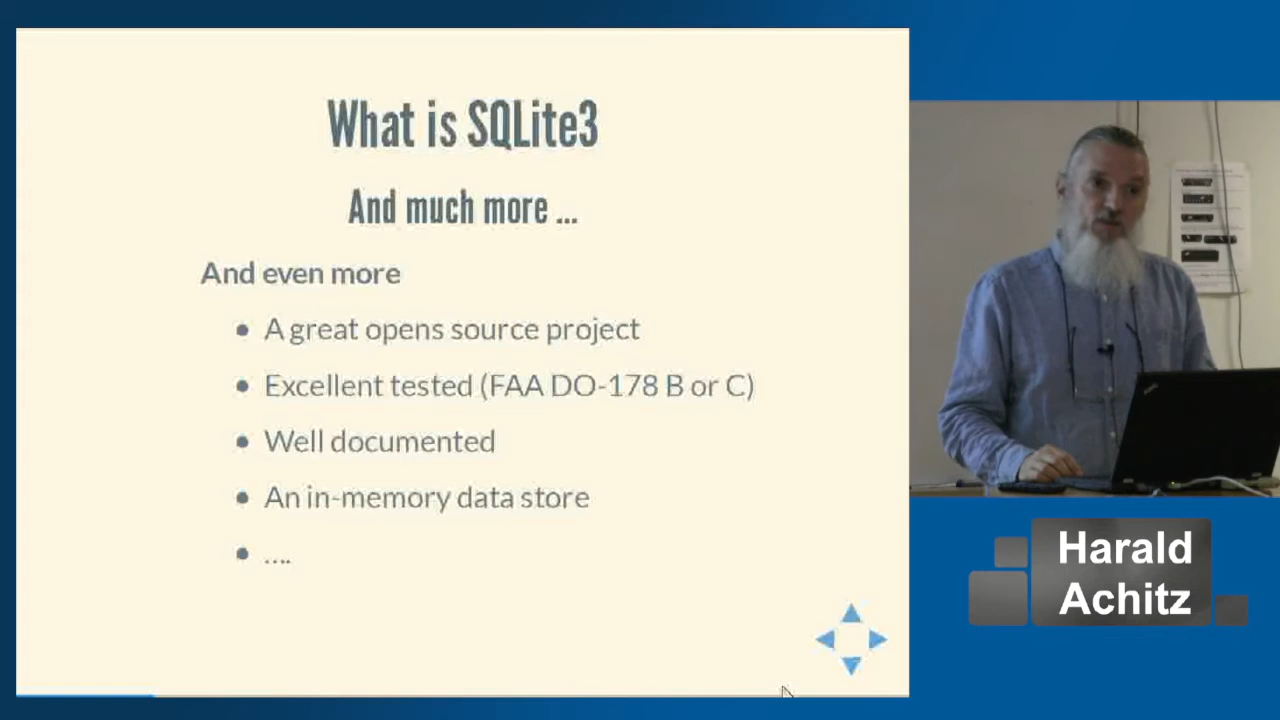 What is SQLite3
And much more ...
And even more
A great opens source project
Excellent tested (FAA DO-178 B or C)
Well documented
An in-memory data store
....
Harald
Achitz